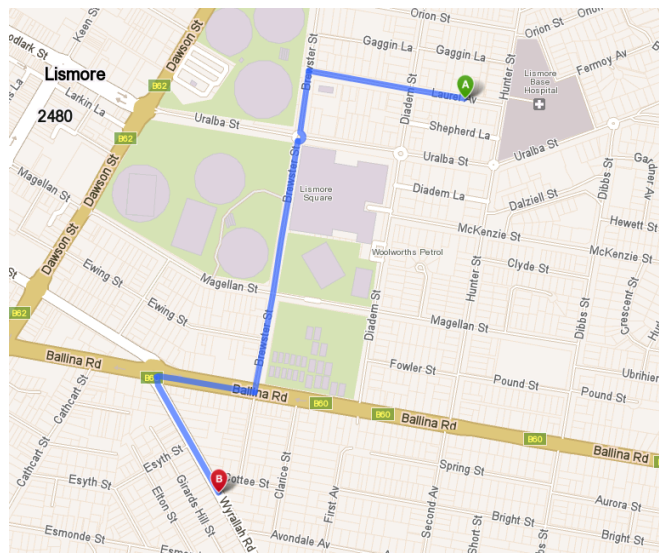 Orion St
Orion St
Keen St
Dawson St
Gaggin La
Gaggin La
Brewster St
Hunter St
Fermoy Av
Lismore
B62
A
Laurel Av
Lismore
Base
Hospital
Diadem St
Larkin La
2480
Uralba St
Shepherd La
B62
Uralba St
Uralba St
Dibbs St
Brewster St
Magellan St
Dawson St
Lismore
Square
Diadem La
Dalziell St
Hewett St
McKenzie St
McKenzie St
Woolworths Petrol
Ewing St
Hunter St
Clyde St
Magellan St
Crescent St
Diadem St
Dibbs St
B62
Ewing St
Magellan St
Brewster St
Ballina Rd
Fowler St
Pound St
Pound St
Cathcart St
Ballina Rd
B60
Ballina Rd
B60
Ballina Rd
Cathcart St
Esyth St
Clarice St
Spring St
Esyth St
Girards Hill St
Elton St
B
Cottee St
First Av
Second Av
Aurora St
Wyrallah Rd
Short St
Bright St
Bright St
Esmonde St
Avondale Av